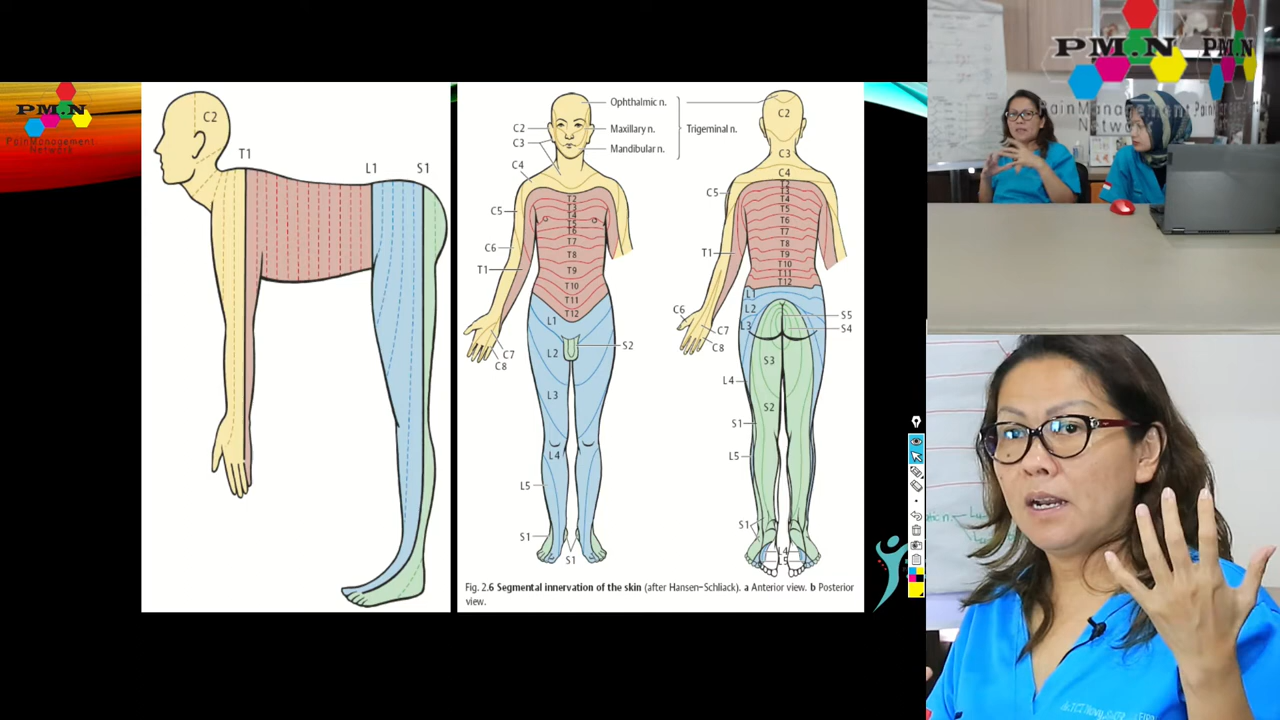 PM.N
PainManagement
Network
C2
T1
L1
S1
Ophthalmic n.
C2
Maxillary n.
Trigeminal n.
C3
Mandibular n.
C4
C5
C6
T1
C7
C8
T2
T3
T4
T5
T6
T7
T8
T9
T10
T11
T12
L1
L2
S2
L3
L4
L5
S1
S1
C2
C3
C4
C5
T2
T3
T4
T5
T6
T7
T8
T9
T10
T11
T12
T1
C6
C7
C8
L1
L2
L3
S5
S4
S3
L4
S2
S1
L5
S1
L4
L5
Fig. 2.6 Segmental innervation of the skin (after Hansen–Schliack). a Anterior view. b Posterior
view.
PM.N
PainManagement
Network
PM.N